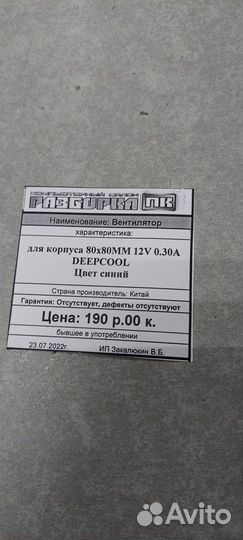 КОМПЬЮТЕРНЫЙ САЛОН
РАЗБОРКА ПК
Наименование: Вентилятор
характеристика:
для корпуса 80х80ММ 12V 0.30А
DEEPCOOL
Цвет синий
Страна производитель: Китай
Гарантия: Отсутствует, дефекты отсутствуют
Цена: 190 р.00 к.
бывшее в употреблении
23.07.2022г. ИП Закалюкин В.Б.
Avito